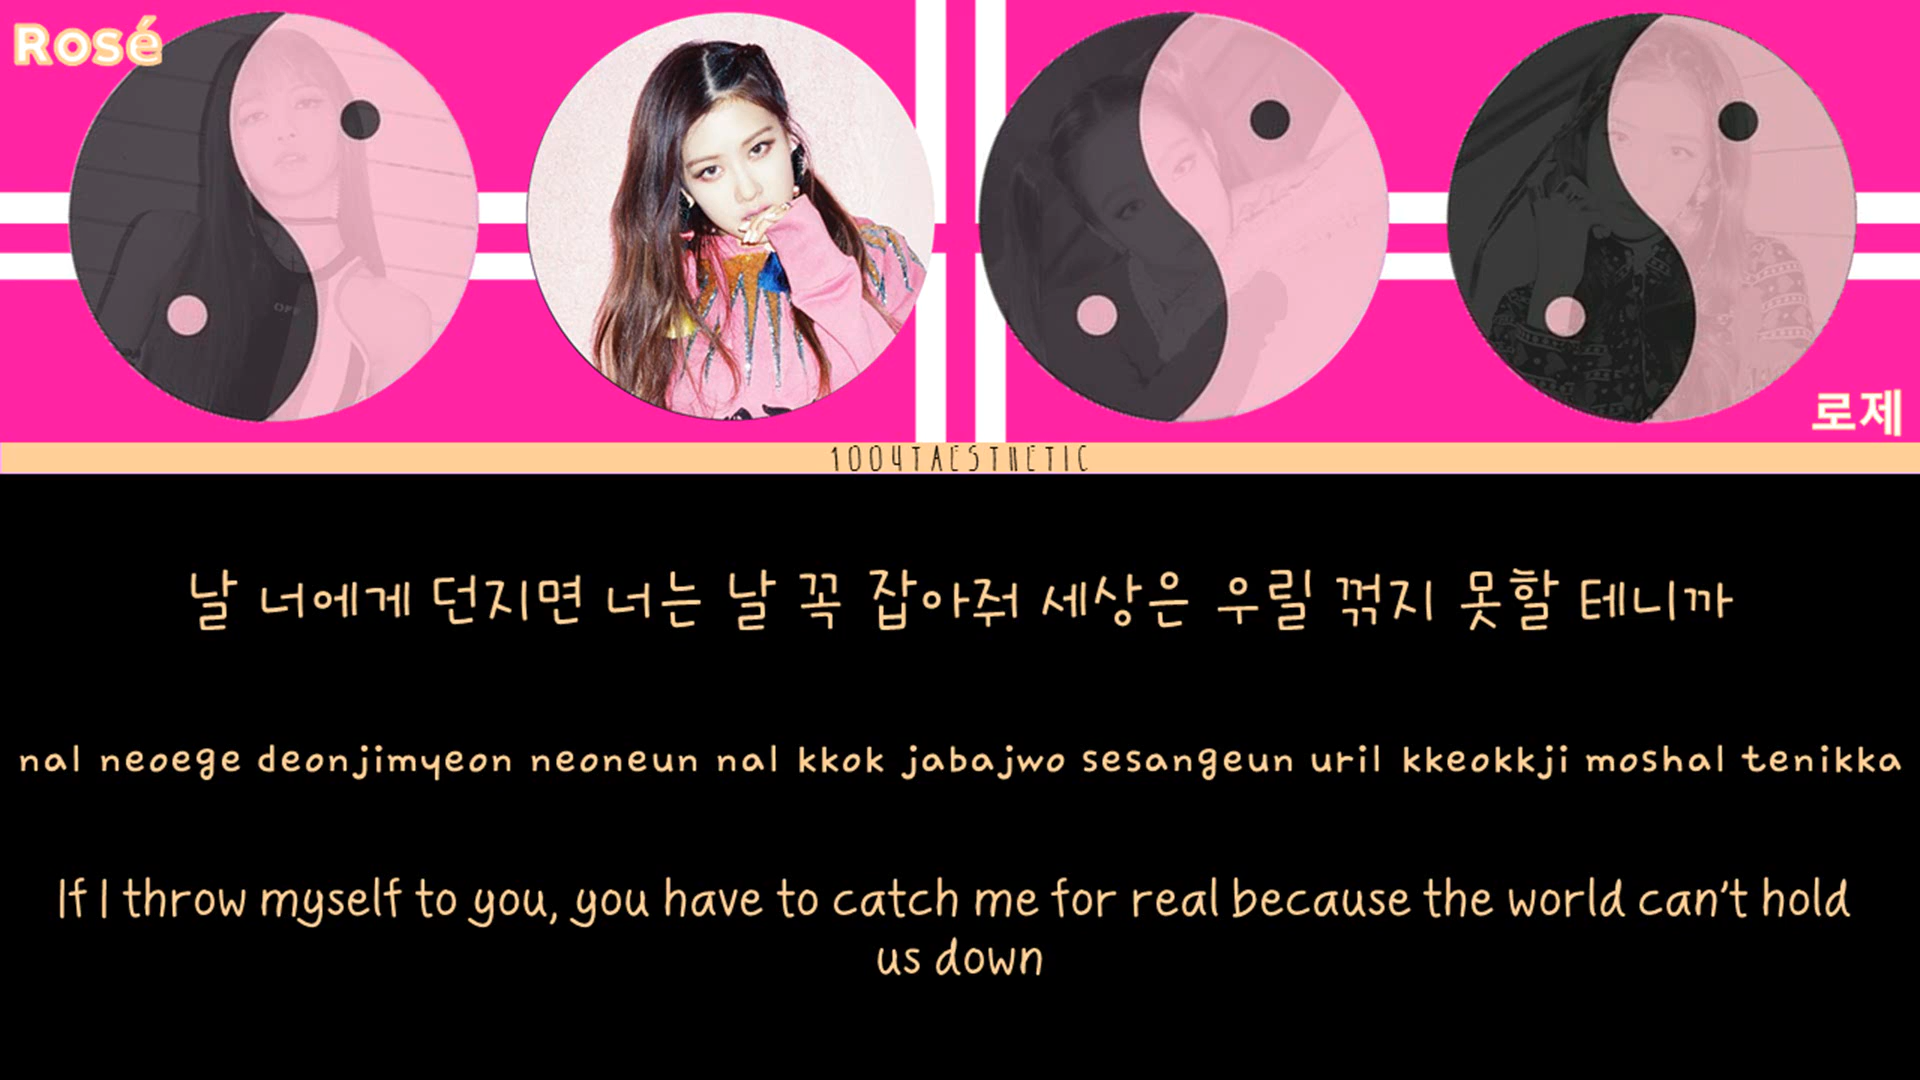 Rosé
OFF
로제
1004TAESTHETIC
날 너에게 던지면 너는 날 꼭 잡아줘 세상은 우릴 꺾지 못할 테니까
nal neoege deonjimyeon neoneun nal kkok jabajwo sesangeun uril kkeokkji moshal tenikka
If I throw myself to you, you have to catch me for real because the world can't hold
us down